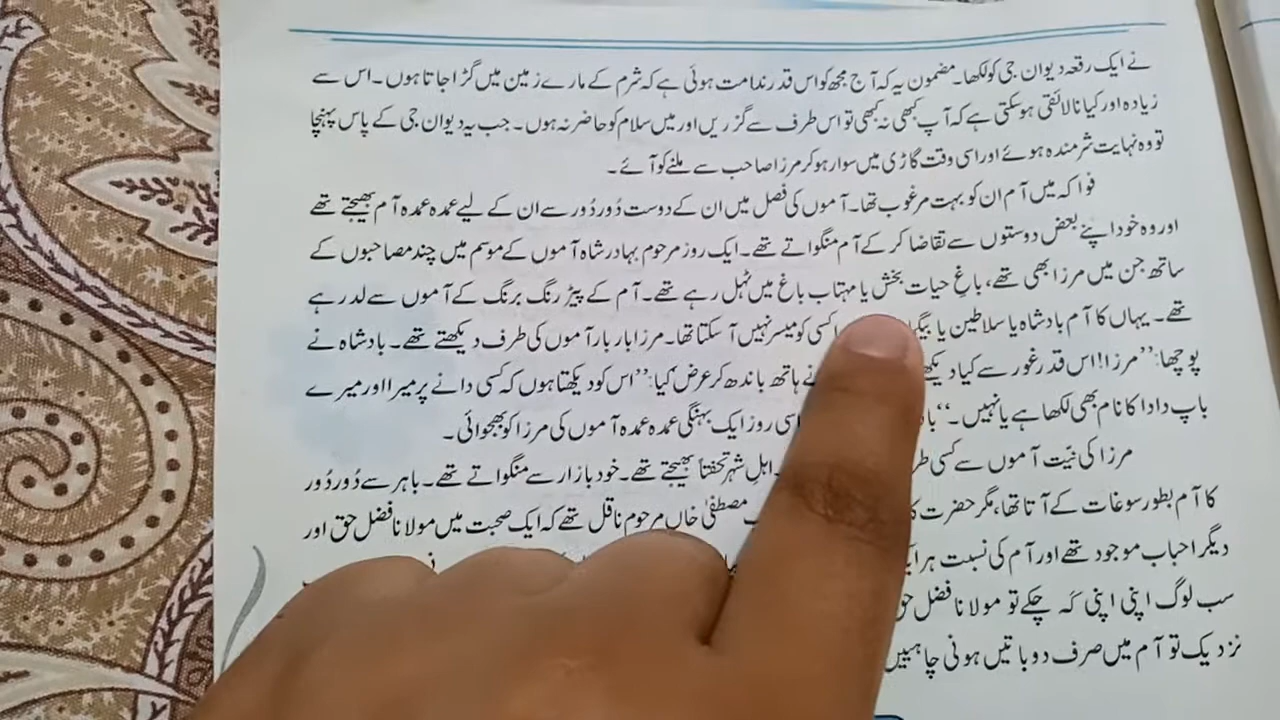 نے ایک رقعہ دیوان جی کو لکھا۔ مضمون یہ کہ آج مجھ کو اس قدر ندامت ہوئی ہے کہ شرم کے مارے زمین میں گڑا جاتا ہوں۔ اس سے
زیادہ اور کیا نالائقی ہو سکتی ہے کہ آپ کبھی نہ کبھی تو اس طرف سے گزریں اور میں سلام کو حاضر نہ ہوں۔ جب یہ دیوان جی کے پاس پہنچا
تو وہ نہایت شرمندہ ہوئے اور اسی وقت گاڑی میں سوار ہو کر مرزا صاحب سے ملنے کو آئے۔
فواکہ میں آم ان کو بہت مرغوب تھا۔ آموں کی فصل میں ان کے دوست دُور دُور سے ان کے لیے عمدہ عمدہ آم بھیجتے تھے
اور وہ خود اپنے بعض دوستوں سے تقاضا کر کے آم منگواتے تھے۔ ایک روز مرحوم بہادر شاہ آموں کے موسم میں چند مصاحبوں کے
ساتھ جن میں مرزا بھی تھے، باغِ حیات بخش یا مہتاب باغ میں ٹہل رہے تھے۔ آم کے پیڑ رنگ برنگ کے آموں سے لد رہے
تھے۔ یہاں کا آم بادشاہ یا سلاطین یا کسی کو میسر نہیں آ سکتا تھا۔ مرزا بار بار آموں کی طرف دیکھتے تھے۔ بادشاہ نے
پوچھا: ’’مرزا! اس قدر غور سے کیا نے ہاتھ باندھ کر عرض کیا: ’’اس کو دیکھتا ہوں کہ کسی دانے پر میرا اور میرے
باپ دادا کا نام بھی لکھا ہے یا نہیں۔‘‘ اسی روز ایک بہنگی عمدہ عمدہ آموں کی مرزا کو بھجوائی۔
مرزا کی نیّت آموں سے کسی اہلِ شہر تحفتاً بھیجتے تھے۔ خود بازار سے منگواتے تھے۔ باہر سے دُور دُور
کا آم بطور سوغات کے آتا تھا، مگر حضرت مصطفیٰ خاں مرحوم ناقل تھے کہ ایک صحبت میں مولانا فضل حق اور
دیگر احباب موجود تھے اور آم کی نسبت
سب لوگ اپنی اپنی کَہ چکے تو مولانا فضل
نزدیک تو آم میں صرف دو باتیں ہونی چاہییں